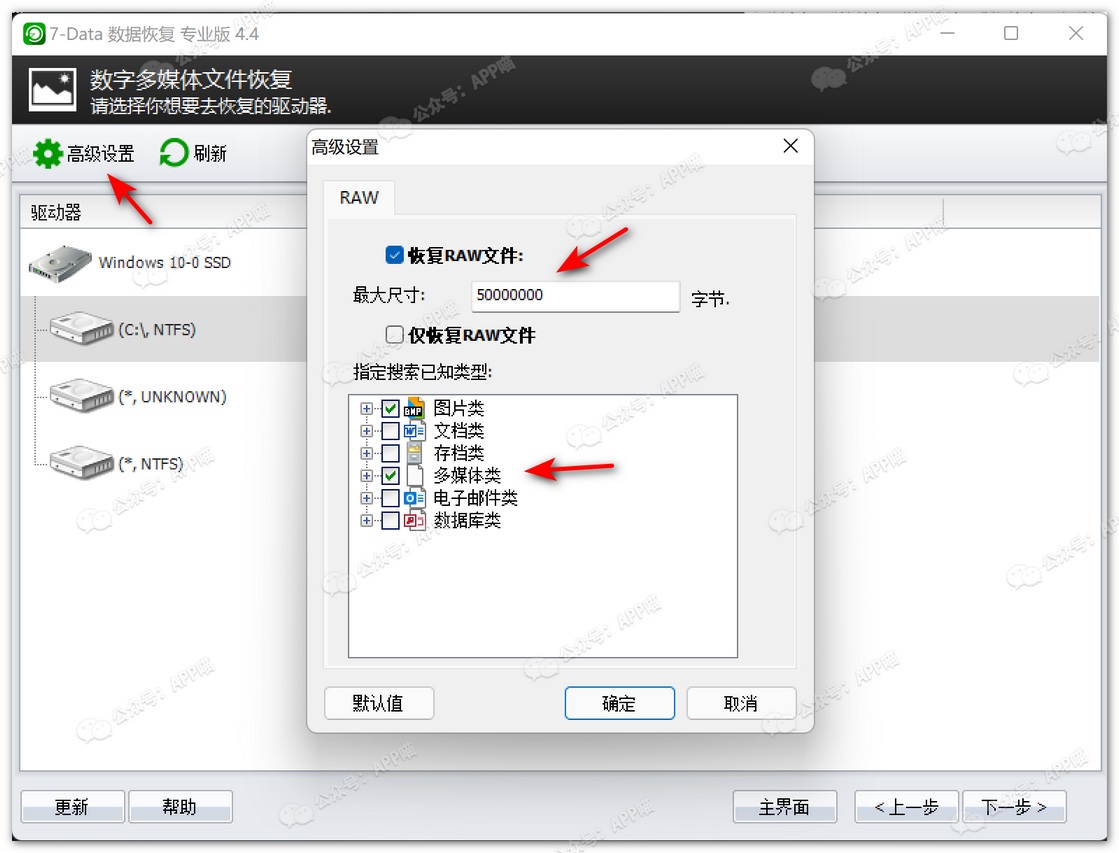 7-Data 数据恢复 专业版 4.4
数字多媒体文件恢复
请选择你想要去恢复的驱动器.
高级设置
刷新
驱动器
Windows 10-0 SSD
(C:\, NTFS)
(*, UNKNOWN)
(*, NTFS)
高级设置
RAW
恢复RAW文件:
最大尺寸:
50000000
字节.
仅恢复RAW文件
指定搜索已知类型:
图片类
文档类
存档类
多媒体类
电子邮件类
数据库类
默认值
确定
取消
更新
帮助
主界面
< 上一步
下一步 >
公众号: APP喵